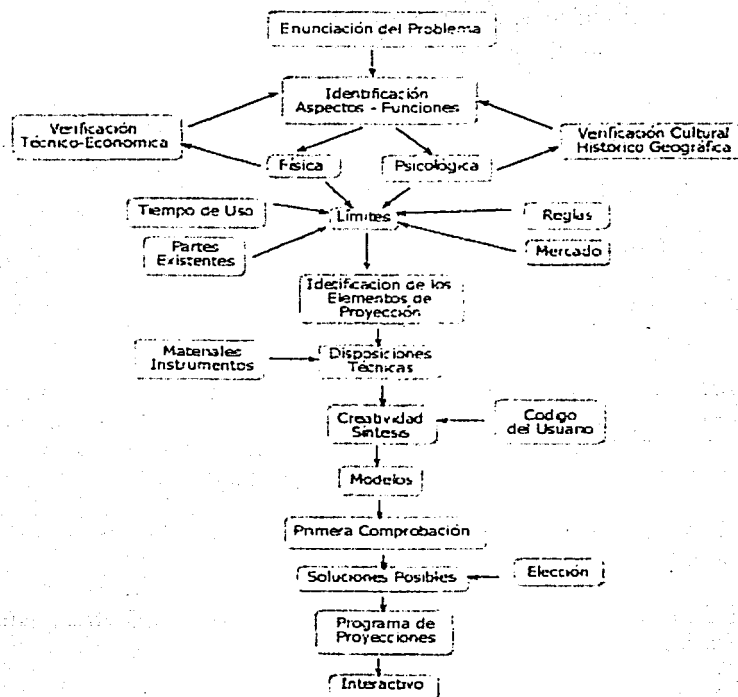 Enunciación del Problema
Identificación
Aspectos - Funciones
Verificación
Técnico-Economica
Verificación Cultural
Histórico Geográfica
Física
Psicológica
Tiempo de Uso
Límites
Reglas
Partes
Existentes
Mercado
Idetificacion de los
Elementos de
Proyección
Materiales
Instrumentos
Disposiciones
Técnicas
Creatividad
Síntesis
Codigo
del Usuario
Modelos
Primera Comprobación
Soluciones Posibles
Elección
Programa de
Proyecciones
Interactivo